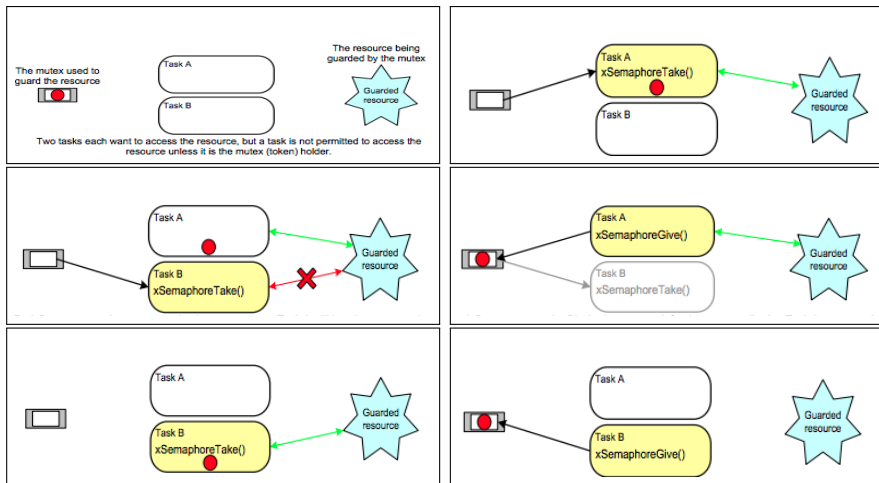 The mutex used to
guard the resource
Task A
Task B
The resource being
guarded by the mutex
Guarded
resource
Two tasks each want to access the resource, but a task is not permitted to access the
resource unless it is the mutex (token) holder.
Task A
xSemaphoreTake()
Task B
Guarded
resource
Task A
Task B
xSemaphoreTake()
Guarded
resource
Task A
xSemaphoreGive()
Task B
xSemaphoreTake()
Guarded
resource
Task A
Task B
xSemaphoreTake()
Guarded
resource
Task A
Task B
xSemaphoreGive()
Guarded
resource